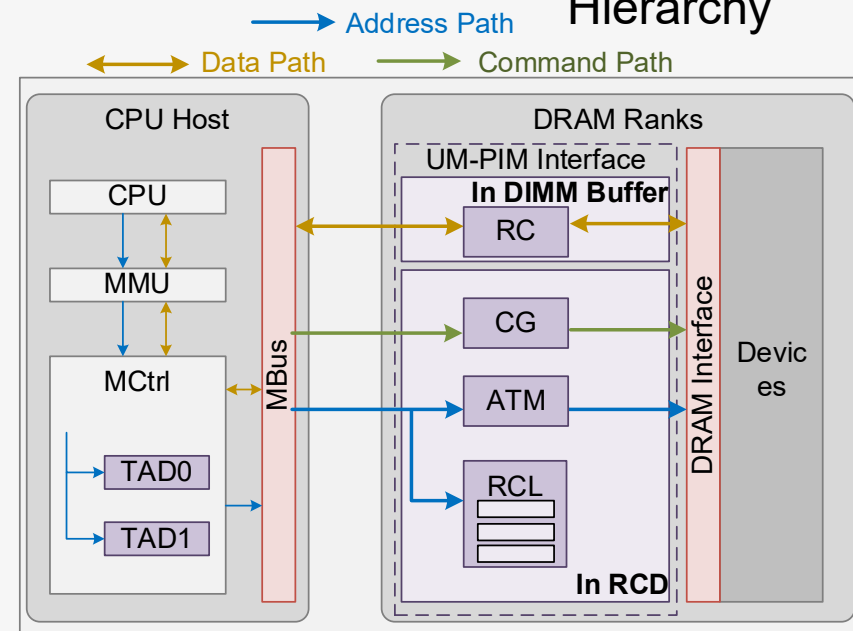 Hierarchy
Address Path
Data Path
Command Path
CPU Host
CPU
MMU
MCtrl
TAD0
TAD1
MBus
DRAM Ranks
UM-PIM Interface
In DIMM Buffer
RC
CG
ATM
RCL
In RCD
DRAM Interface
Devic
es